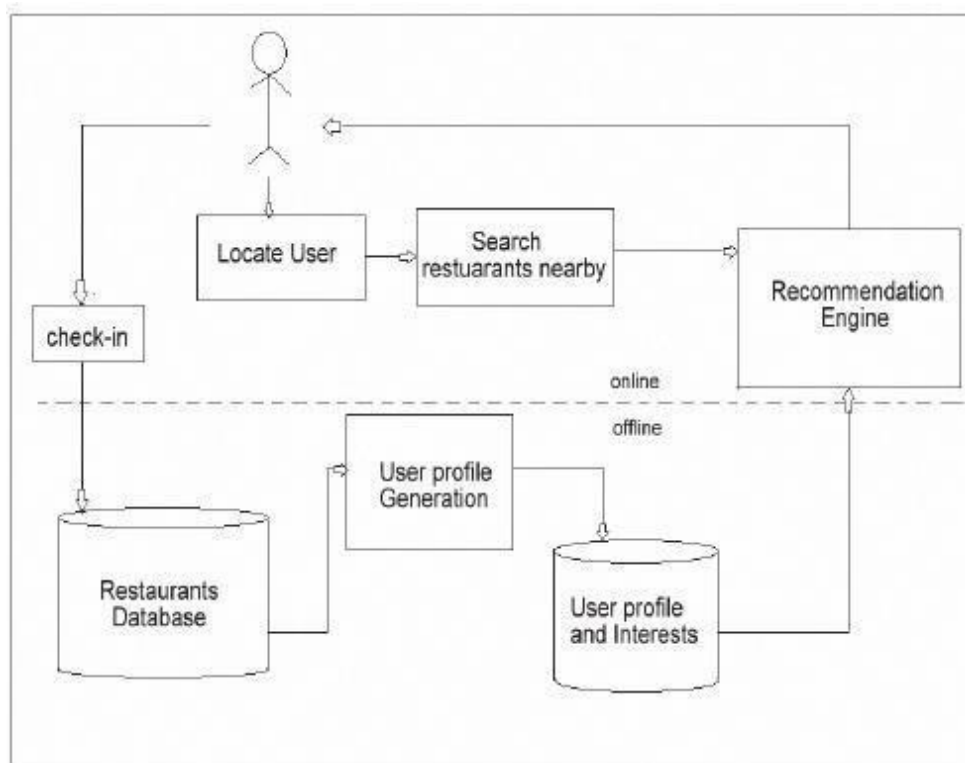 Locate User
Search
restuarants nearby
Recommendation
Engine
check-in
online
offline
User profile
Generation
Restaurants
Database
User profile
and Interests